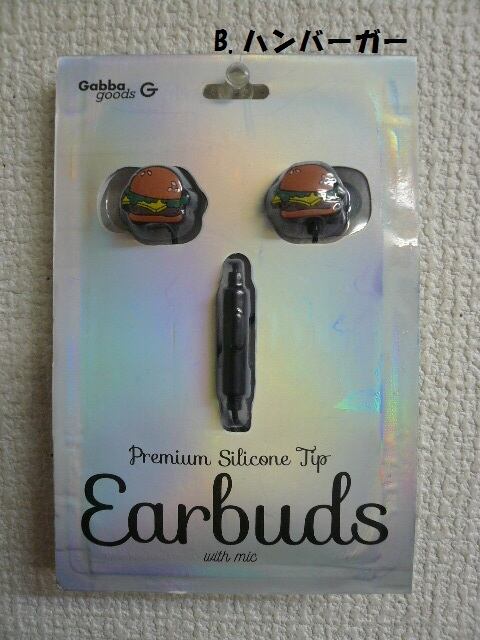 B.ハンバーガー
Gabba
goods G
Premium Silicone Tip
Earbuds
with mic